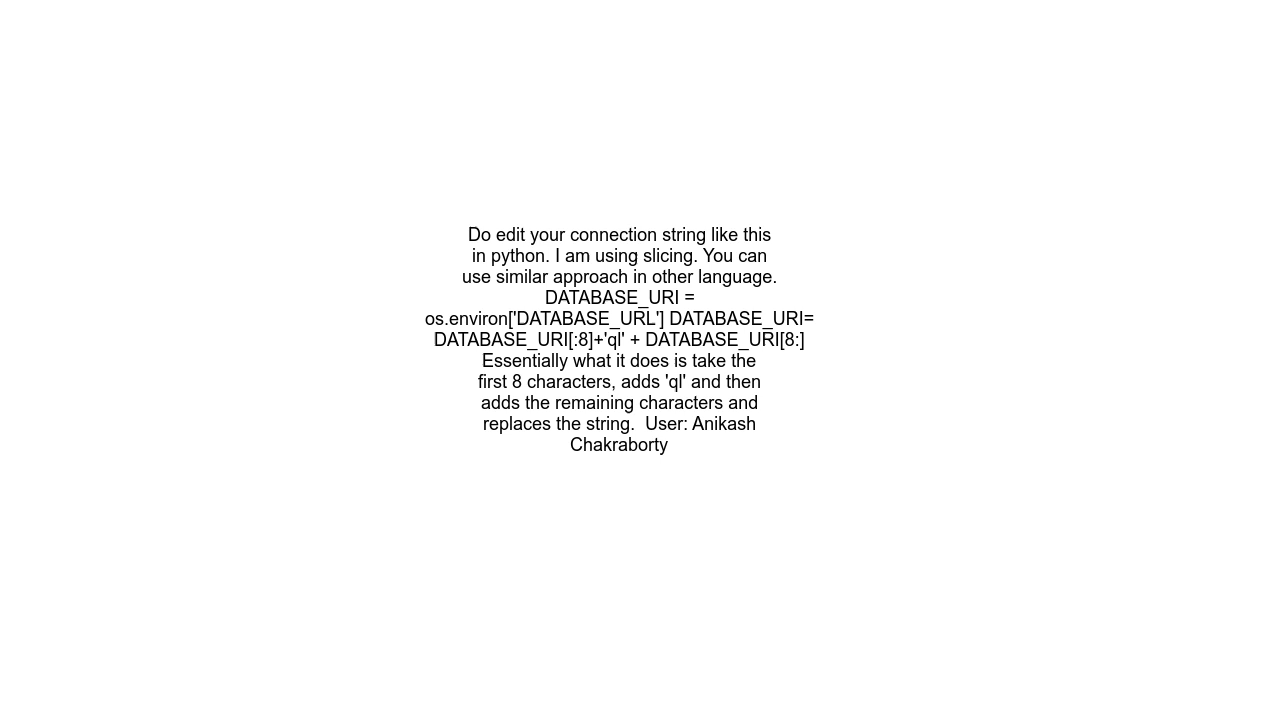 Do edit your connection string like this
in python. I am using slicing. You can
use similar approach in other language.
DATABASE_URI =
os.environ['DATABASE_URL'] DATABASE_URI=
DATABASE_URI[:8]+'ql' + DATABASE_URI[8:]
Essentially what it does is take the
first 8 characters, adds 'ql' and then
adds the remaining characters and
replaces the string.  User: Anikash
Chakraborty